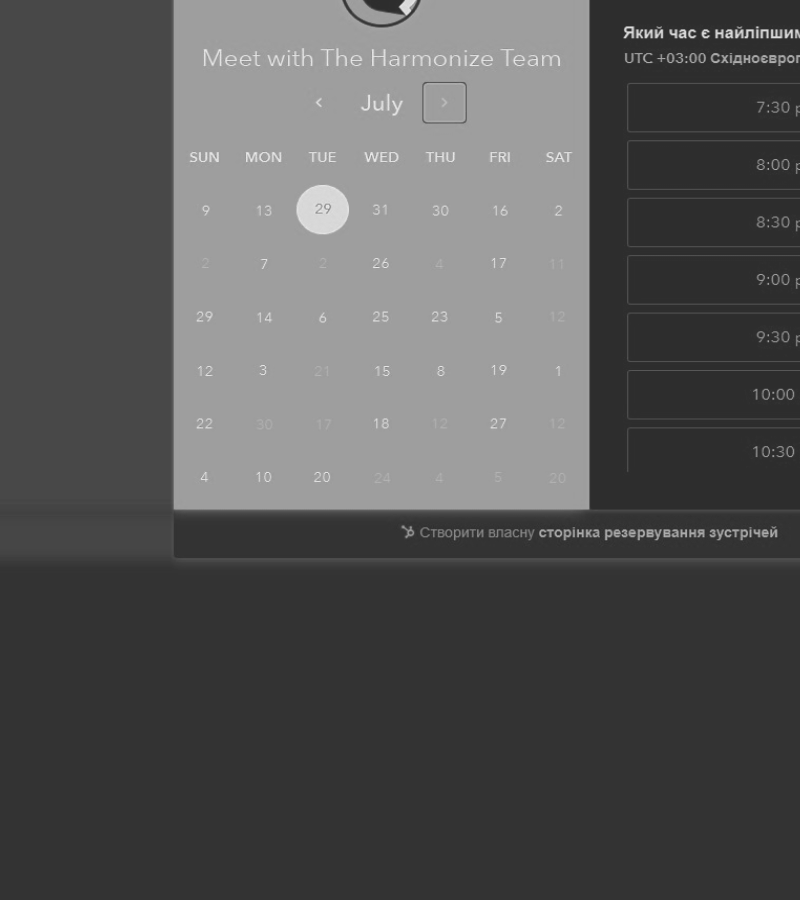 Meet with The Harmonize Team
July
SUN MON TUE WED THU FRI SAT
9 13 29 31 30 16 2
2 7 2 26 4 17 11
29 14 6 25 23 5 12
12 3 21 15 8 19 1
22 30 17 18 12 27 12
4 10 20 24 4 5 20
Який час є найліпшим
UTC +03:00
7:30
8:00
8:30
9:00
9:30
10:00
10:30
Створити власну сторінка резервування зустрічей